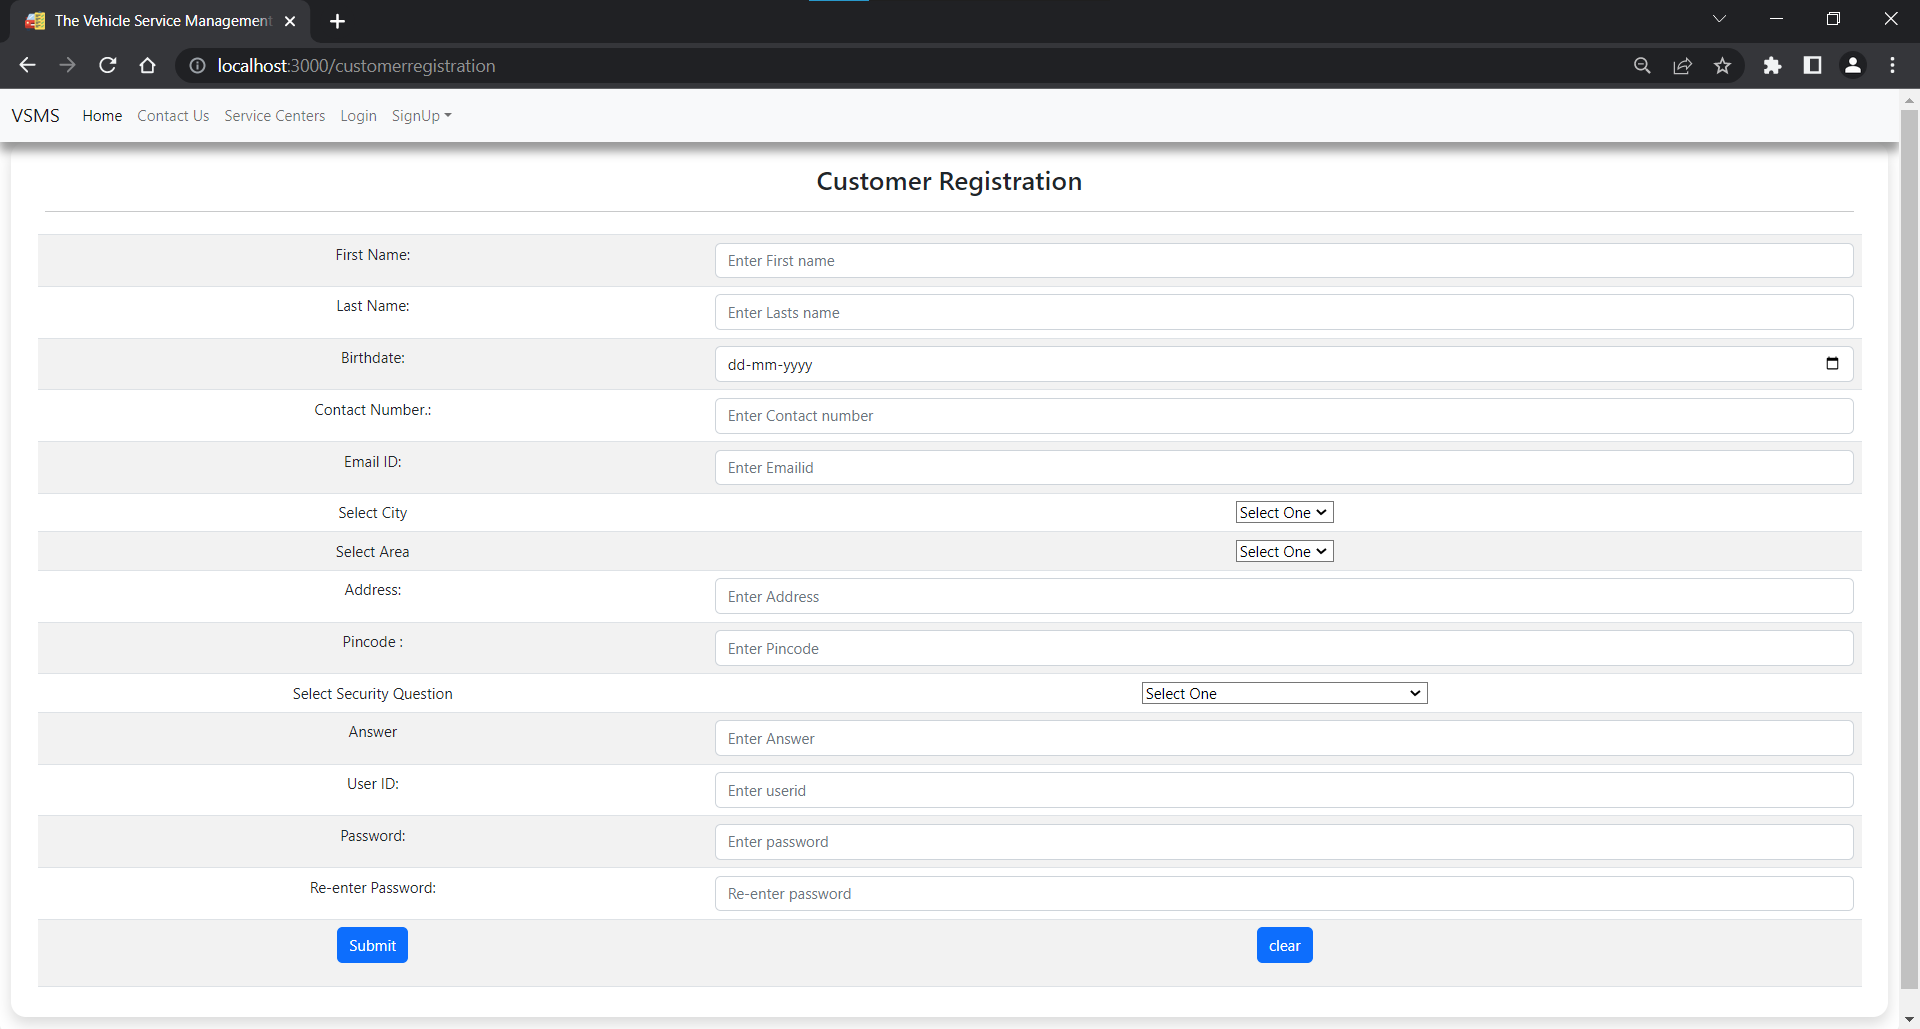 The Vehicle Service Management
localhost:3000/customerregistration
VSMS Home Contact Us Service Centers Login SignUp
Customer Registration
First Name: Enter First name
Last Name: Enter Lasts name
Birthdate: dd-mm-yyyy
Contact Number.: Enter Contact number
Email ID: Enter Emailid
Select City Select One
Select Area Select One
Address: Enter Address
Pincode : Enter Pincode
Select Security Question Select One
Answer Enter Answer
User ID: Enter userid
Password: Enter password
Re-enter Password: Re-enter password
Submit clear